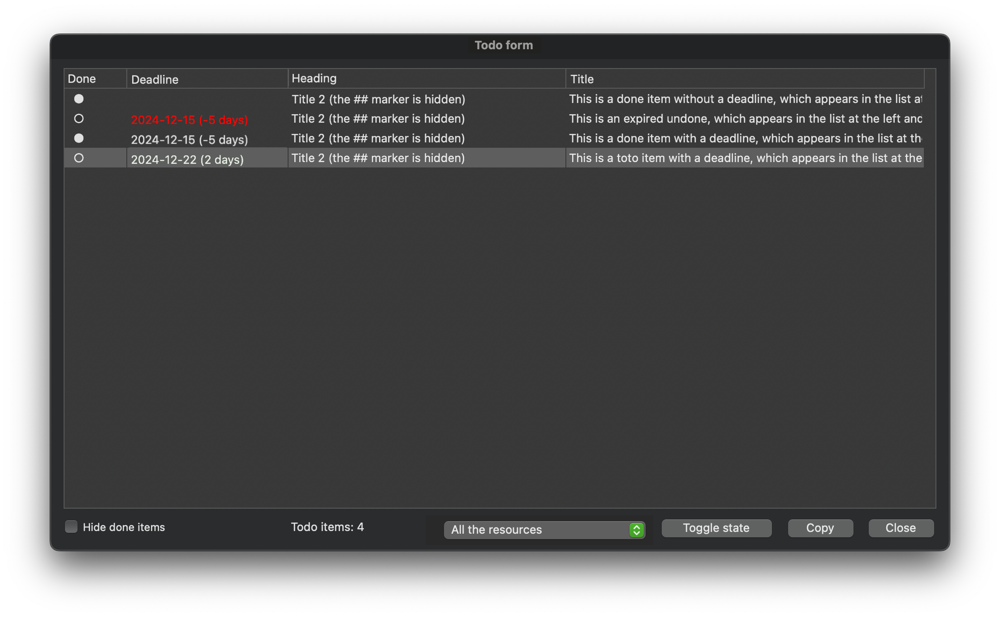 Todo form
Done Deadline Heading Title
Title 2 (the ## marker is hidden) This is a done item without a deadline, which appears in the list
2024-12-15 (-5 days) Title 2 (the ## marker is hidden) This is an expired undone, which appears in the list at the left and
2024-12-15 (-5 days) Title 2 (the ## marker is hidden) This is a done item with a deadline, which appears in the list at
2024-12-22 (2 days) Title 2 (the ## marker is hidden) This is a toto item with a deadline, which appears in the list at the
Hide done items Todo items: 4 All the resources Toggle state Copy Close